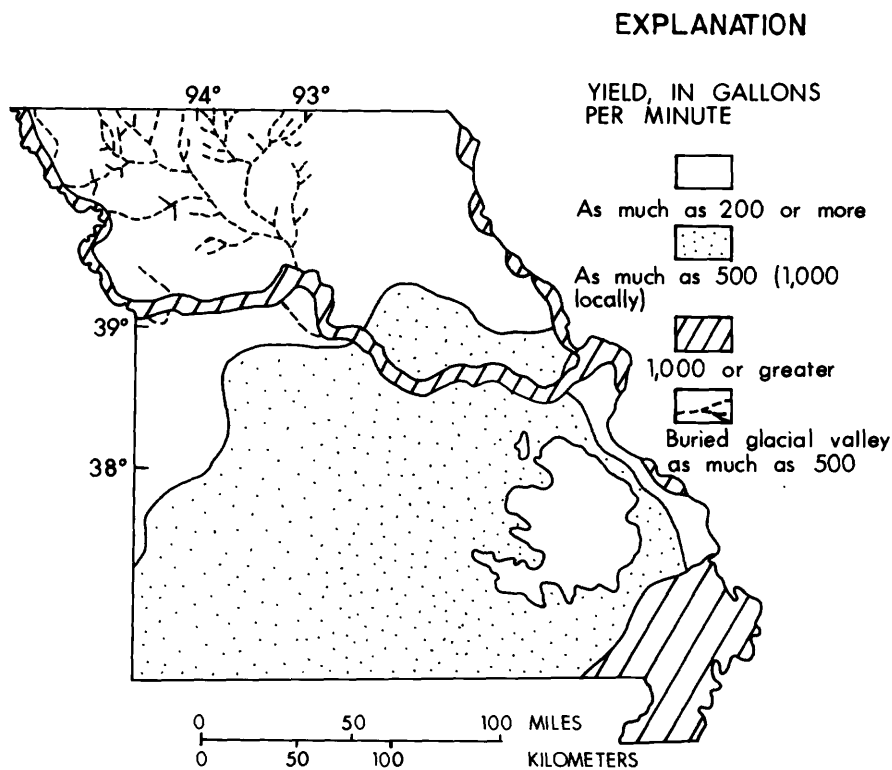 EXPLANATION
94° 93°
YIELD, IN GALLONS
PER MINUTE
As much as 200 or more
As much as 500 (1,000
locally)
39°
1,000 or greater
Buried glacial valley
as much as 500
38°
0 50 100 MILES
0 50 100 KILOMETERS